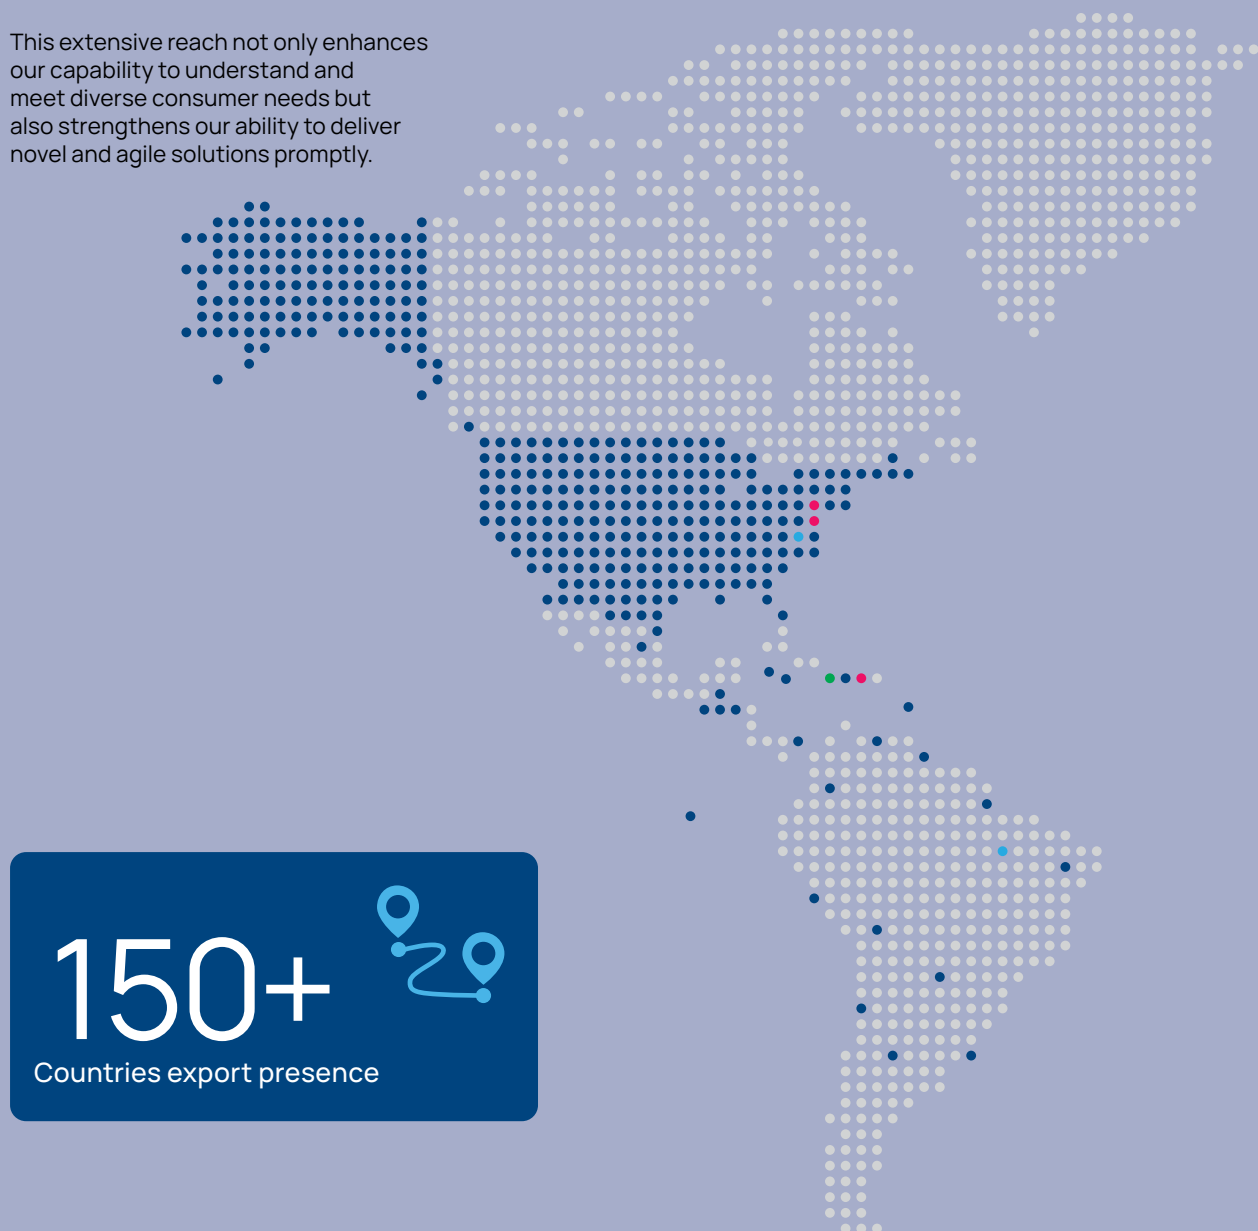 This extensive reach not only enhances
our capability to understand and
meet diverse consumer needs but
also strengthens our ability to deliver
novel and agile solutions promptly.
150+
Countries export presence